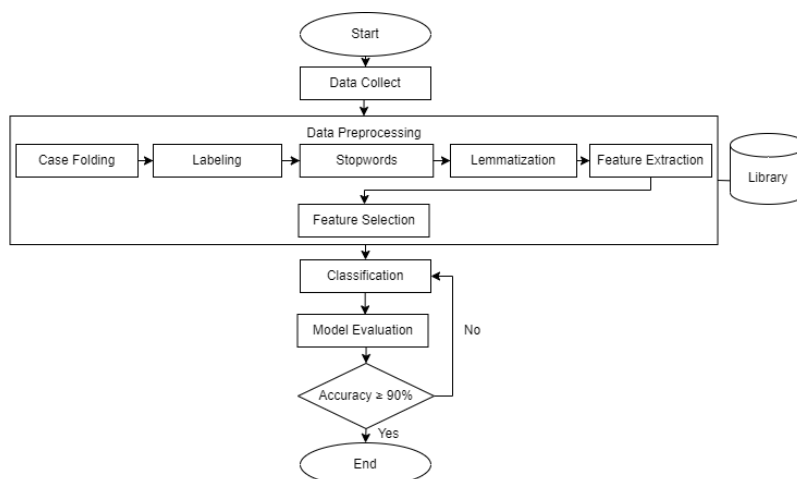 Start
Data Collect
Data Preprocessing
Case Folding
Labeling
Stopwords
Lemmatization
Feature Extraction
Library
Feature Selection
Classification
Model Evaluation
No
Accuracy ≥ 90%
Yes
End